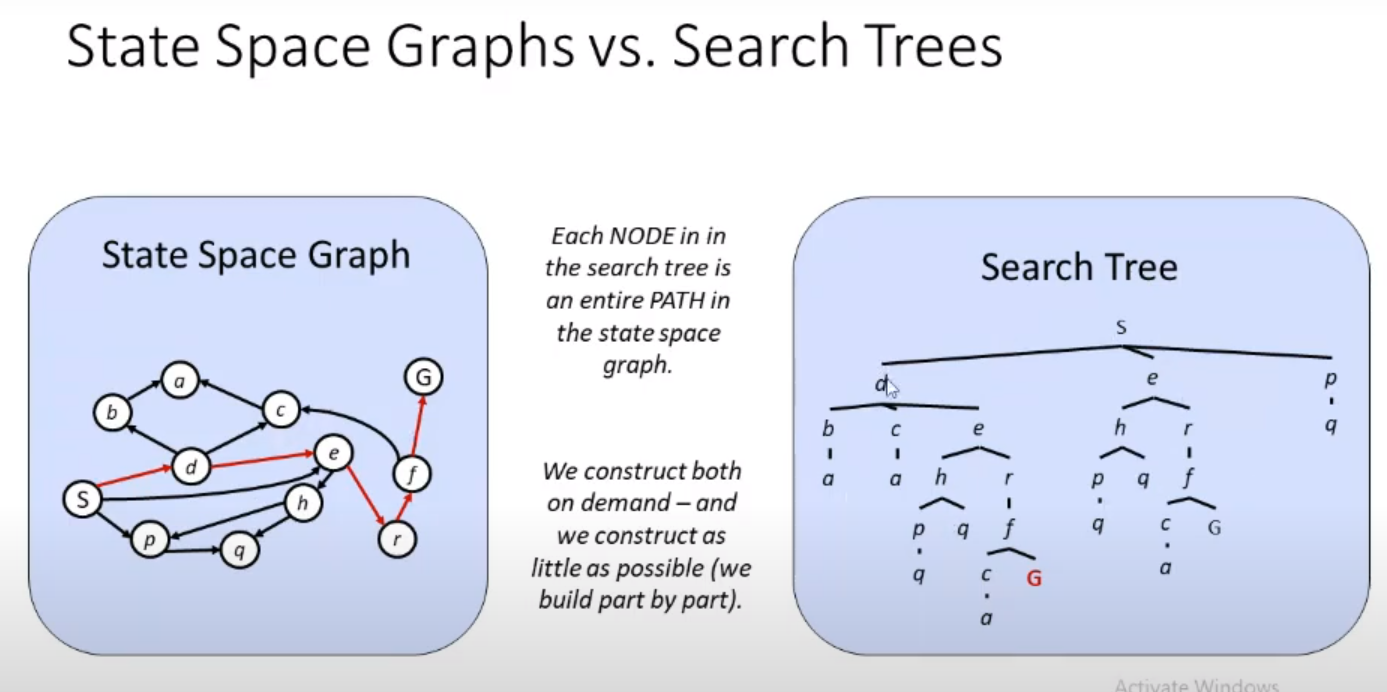 State Space Graphs vs. Search Trees
State Space Graph
a
G
b
c
d
e
f
S
h
p
q
r
Each NODE in in
the search tree is
an entire PATH in
the state space
graph.
We construct both
on demand – and
we construct as
little as possible (we
build part by part).
Search Tree
S
d e p
b c e h r q
a a h r p q f
p q f q c G
q c G a
a
Activate Windows